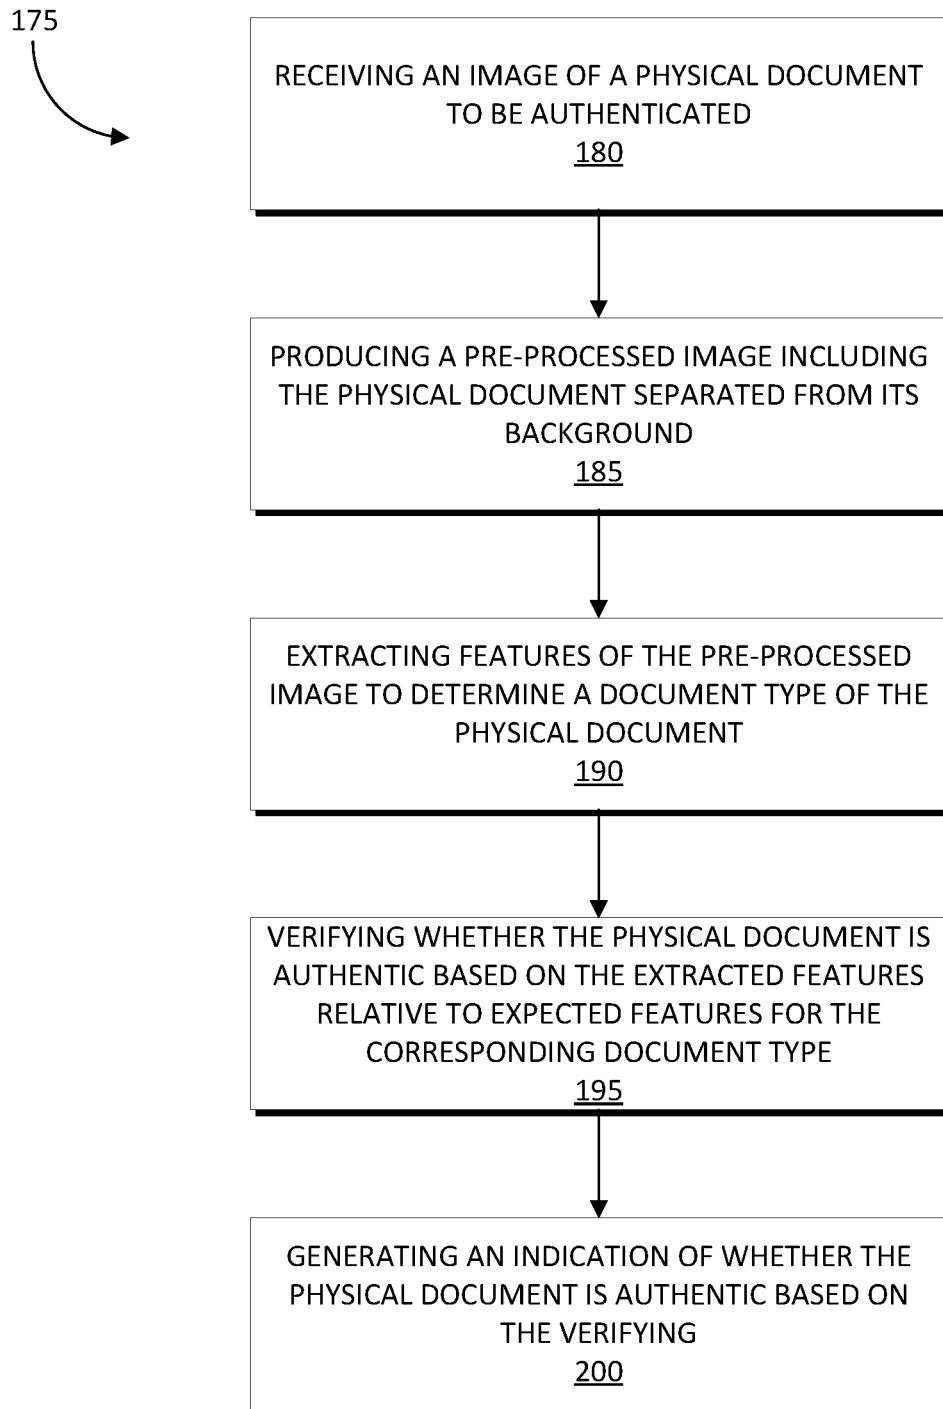 175
RECEIVING AN IMAGE OF A PHYSICAL DOCUMENT
TO BE AUTHENTICATED
180
PRODUCING A PRE-PROCESSED IMAGE INCLUDING
THE PHYSICAL DOCUMENT SEPARATED FROM ITS
BACKGROUND
185
EXTRACTING FEATURES OF THE PRE-PROCESSED
IMAGE TO DETERMINE A DOCUMENT TYPE OF THE
PHYSICAL DOCUMENT
190
VERIFYING WHETHER THE PHYSICAL DOCUMENT IS
AUTHENTIC BASED ON THE EXTRACTED FEATURES
RELATIVE TO EXPECTED FEATURES FOR THE
CORRESPONDING DOCUMENT TYPE
195
GENERATING AN INDICATION OF WHETHER THE
PHYSICAL DOCUMENT IS AUTHENTIC BASED ON
THE VERIFYING
200